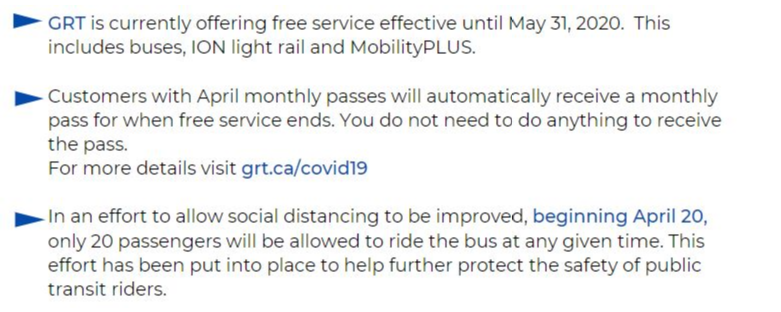 GRT is currently offering free service effective until May 31, 2020.  This
includes buses, ION light rail and MobilityPLUS.
Customers with April monthly passes will automatically receive a monthly
pass for when free service ends. You do not need to do anything to receive
the pass.
For more details visit grt.ca/covid19
In an effort to allow social distancing to be improved, beginning April 20,
only 20 passengers will be allowed to ride the bus at any given time. This
effort has been put into place to help further protect the safety of public
transit riders.